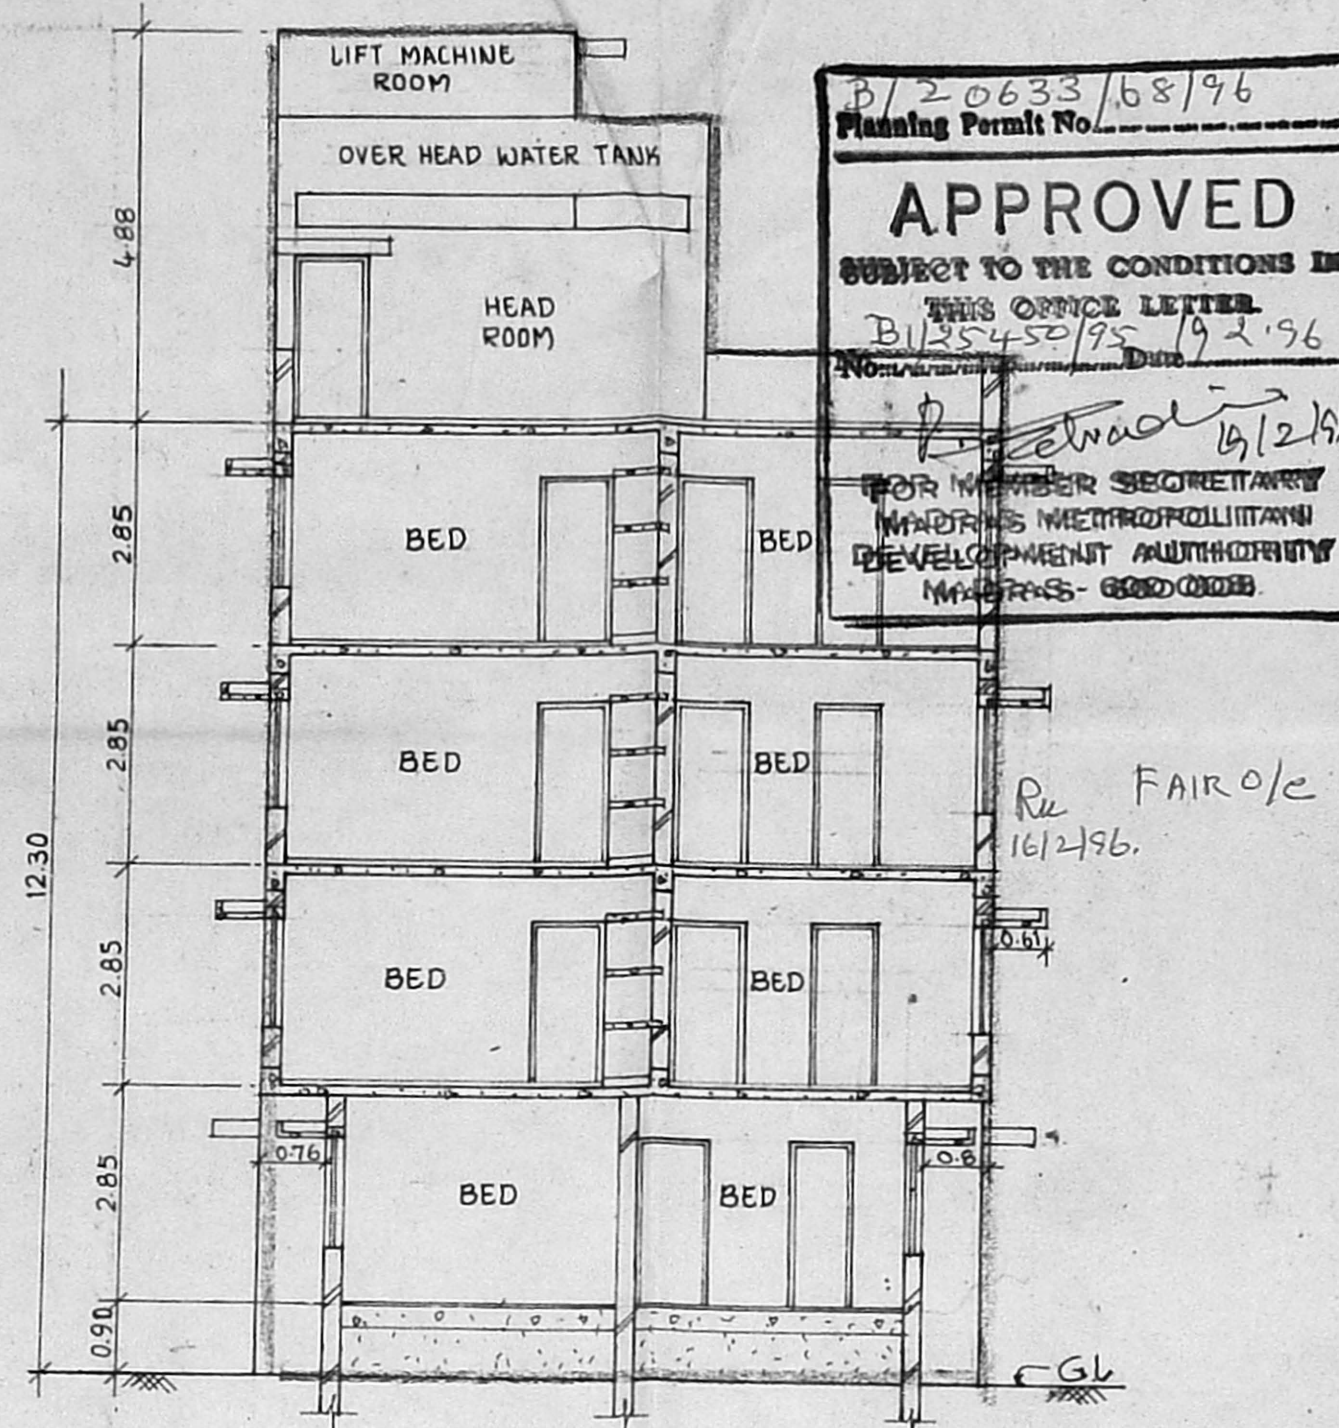 LIFT MACHINE
ROOM
OVER HEAD WATER TANK
HEAD
ROOM
4.88
2.85
2.85
2.85
2.85
0.90
12.30
BED
BED
BED
BED
BED
BED
BED
BED
0.76
0.8
0.61
GL
B/20633/68/96
Planning Permit No.
APPROVED
SUBJECT TO THE CONDITIONS
THIS OFFICE LETTER
B1/25450/95 19 2.96
No. Date
19/2/9
FOR MEMBER SECRETARY
MADRAS METROPOLITAN
DEVELOPMENT AUTHORITY
MADRAS- 600 008.
FAIR O/C
16/2/96.